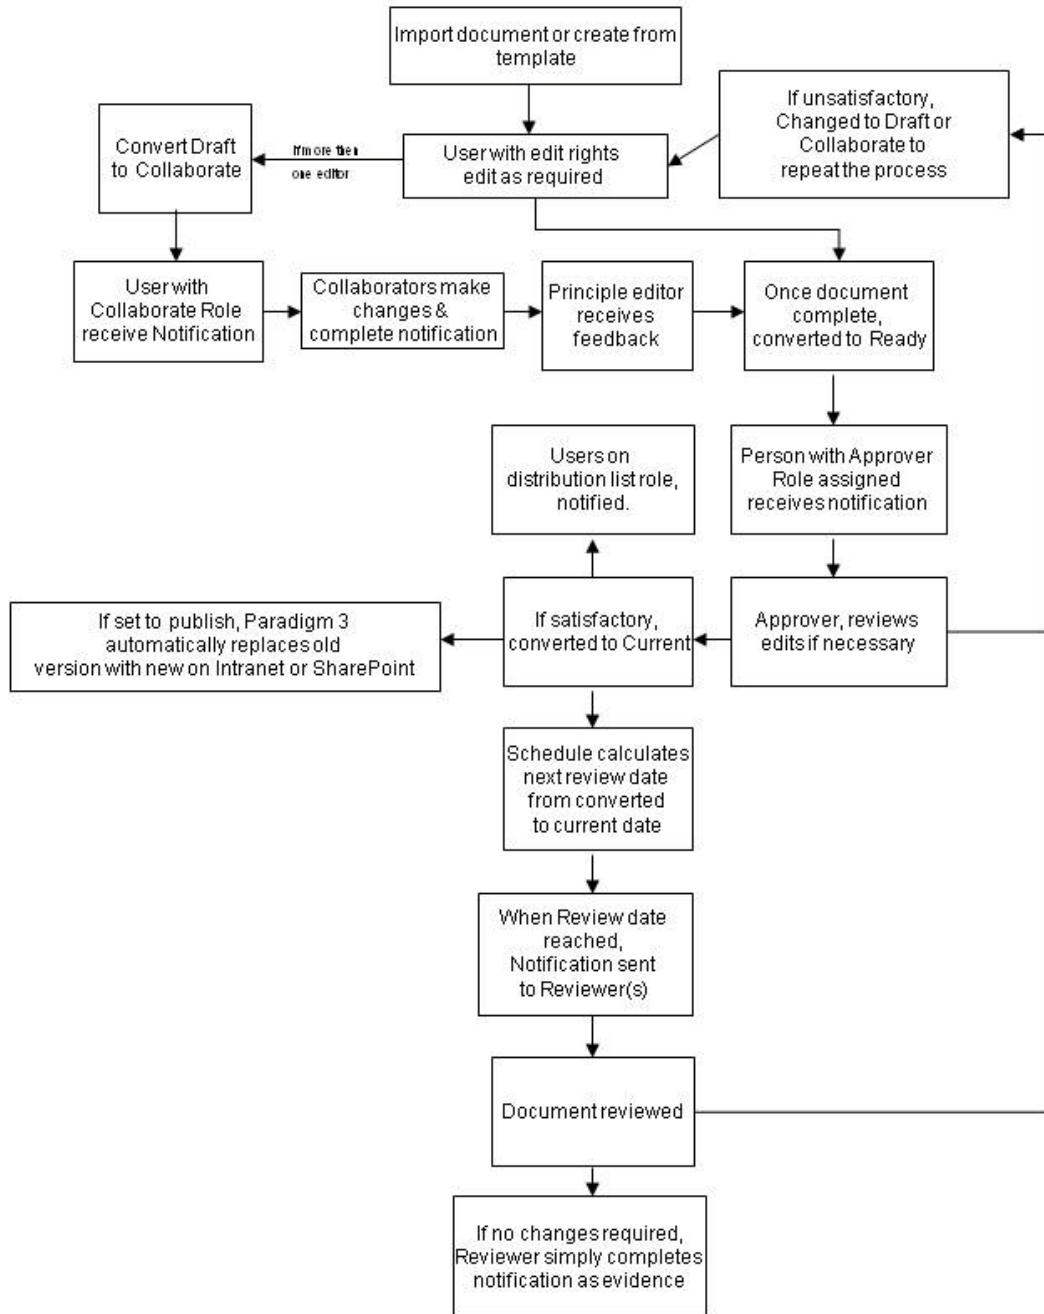 Import document or create from
template
If unsatisfactory,
Changed to Draft or
Collaborate to
repeat the process
Convert Draft
to Collaborate
If more then
one editor
User with edit rights
edit as required
User with
Collaborate Role
receive Notification
Collaborators make
changes &
complete notification
Principle editor
receives
feedback
Once document
complete,
converted to Ready
Users on
distribution list role,
notified.
Person with Approver
Role assigned
receives notification
If set to publish, Paradigm 3
automatically replaces old
version with new on Intranet or SharePoint
If satisfactory,
converted to Current
Approver, reviews
edits if necessary
Schedule calculates
next review date
from converted
to current date
When Review date
reached,
Notification sent
to Reviewer(s)
Document reviewed
If no changes required,
Reviewer simply completes
notification as evidence